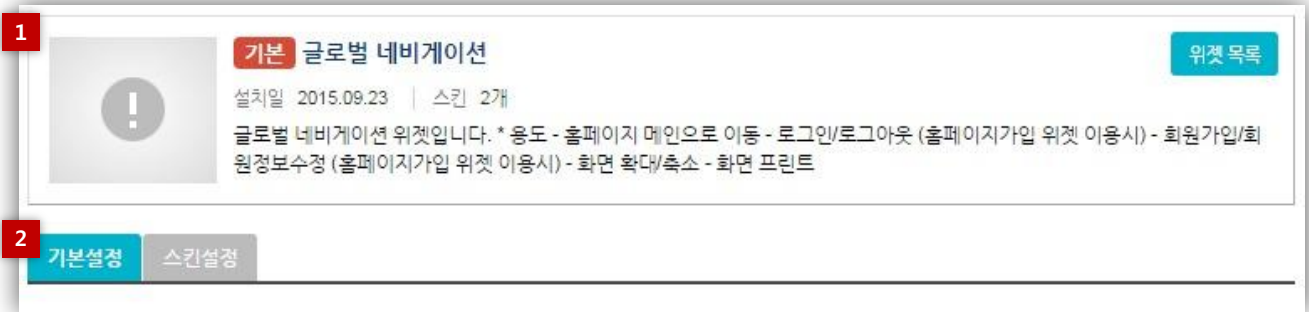 1
기본 글로벌 네비게이션
위젯 목록
설치일 2015.09.23 | 스킨 2개
글로벌 네비게이션 위젯입니다. * 용도 - 홈페이지 메인으로 이동 - 로그인/로그아웃 (홈페이지가입 위젯 이용시) - 회원가입/회
원정보수정 (홈페이지가입 위젯 이용시) - 화면 확대/축소 - 화면 프린트
2
기본설정 스킨설정